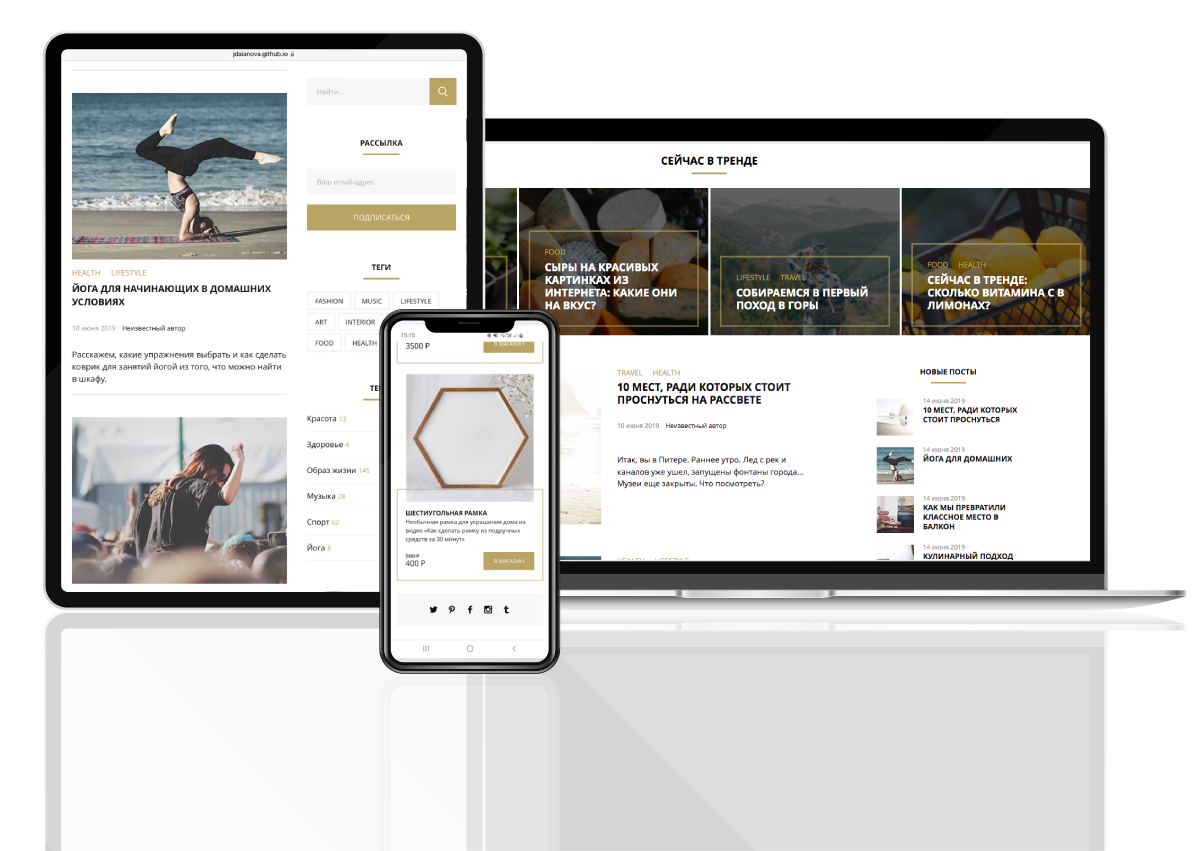 jdaianova.github.io
HEALTH LIFESTYLE
ЙОГА ДЛЯ НАЧИНАЮЩИХ В ДОМАШНИХ
УСЛОВИЯХ
10 июня 2019 Неизвестный автор
Расскажем, какие упражнения выбрать и как сделать
коврик для занятий йогой из того, что можно найти
в шкафу.
Найти...
РАССЫЛКА
Ваш email-адрес
ПОДПИСАТЬСЯ
ТЕГИ
FASHION MUSIC LIFESTYLE
ART INTERIOR
FOOD HEALTH
Красота 12
Здоровье 4
Образ жизни 145
Музыка 28
Спорт 62
Йога 8
15:15
3500 Р
В МАГАЗИН
ШЕСТИУГОЛЬНАЯ РАМКА
Необычная рамка для украшения дома из
видео «Как сделать рамку из подручных
средств за 30 минут»
500 Р
400 Р
В МАГАЗИН
СЕЙЧАС В ТРЕНДЕ
FOOD
СЫРЫ НА КРАСИВЫХ
КАРТИНКАХ ИЗ
ИНТЕРНЕТА: КАКИЕ ОНИ
НА ВКУС?
LIFESTYLE TRAVEL
СОБИРАЕМСЯ В ПЕРВЫЙ
ПОХОД В ГОРЫ
FOOD HEALTH
СЕЙЧАС В ТРЕНДЕ:
СКОЛЬКО ВИТАМИНА С В
ЛИМОНАХ?
TRAVEL HEALTH
10 МЕСТ, РАДИ КОТОРЫХ СТОИТ
ПРОСНУТЬСЯ НА РАССВЕТЕ
10 июня 2019 Неизвестный автор
Итак, вы в Питере. Раннее утро. Лед с рек и
каналов уже ушел, запущены фонтаны города...
Музеи еще закрыты. Что посмотреть?
HEALTH LIFESTYLE
НОВЫЕ ПОСТЫ
14 июня 2019
10 МЕСТ, РАДИ КОТОРЫХ
СТОИТ ПРОСНУТЬСЯ
14 июня 2019
ЙОГА ДЛЯ ДОМАШНИХ
14 июня 2019
КАК МЫ ПРЕВРАТИЛИ
КЛАССНОЕ МЕСТО В
БАЛКОН
14 июня 2019
КУЛИНАРНЫЙ ПОДХОД